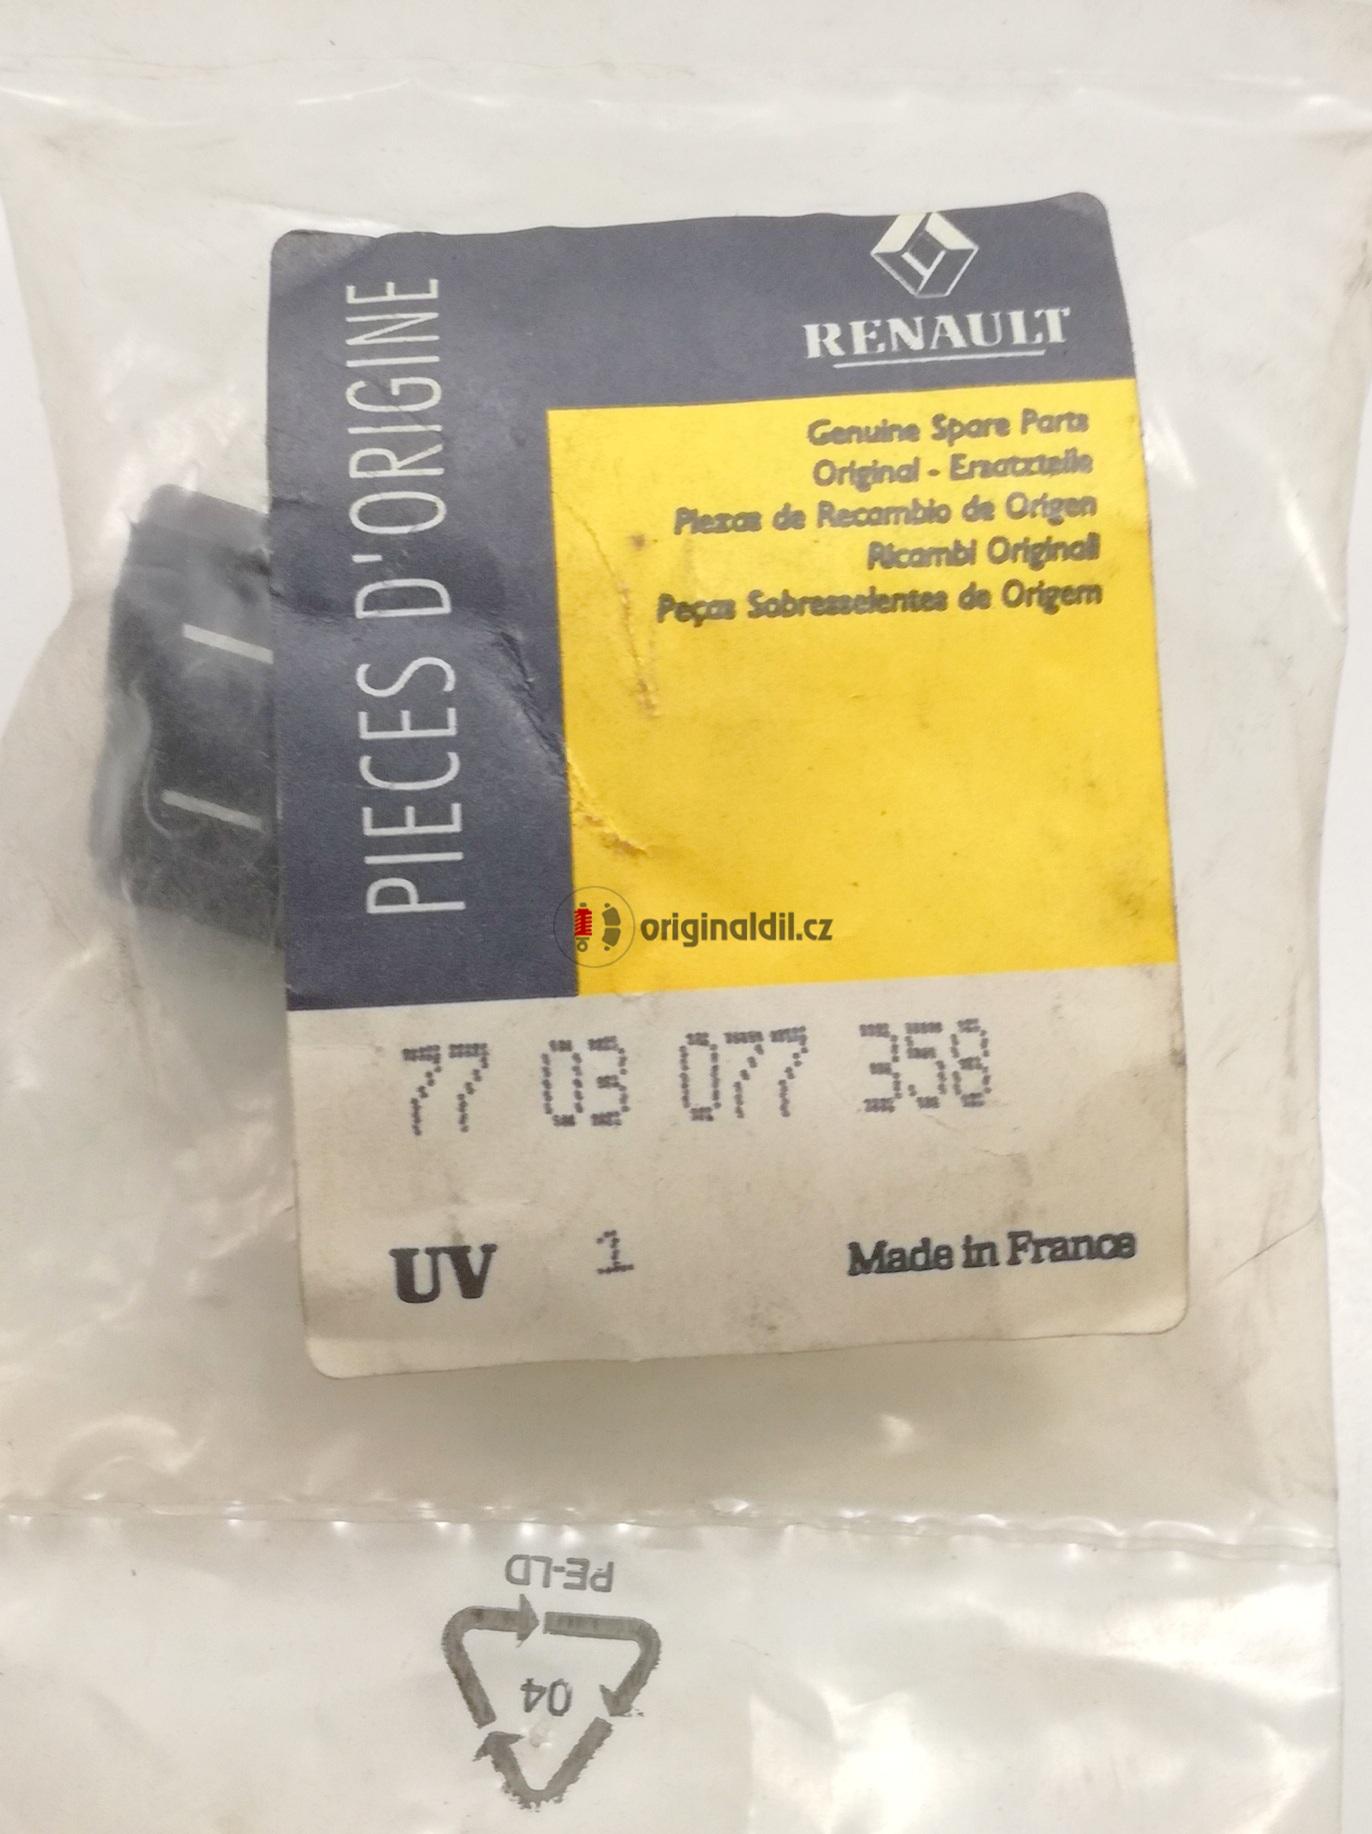 PIECES D'ORIGINE
RENAULT
Genuine Spare Parts
Original - Ersatzteile
Piezas de Recambio de Origen
Ricambi Originali
Peças Sobresselentes de Origem
originaldil.cz
77 03 077 358
UV 1 Made in France
PE-LD
04